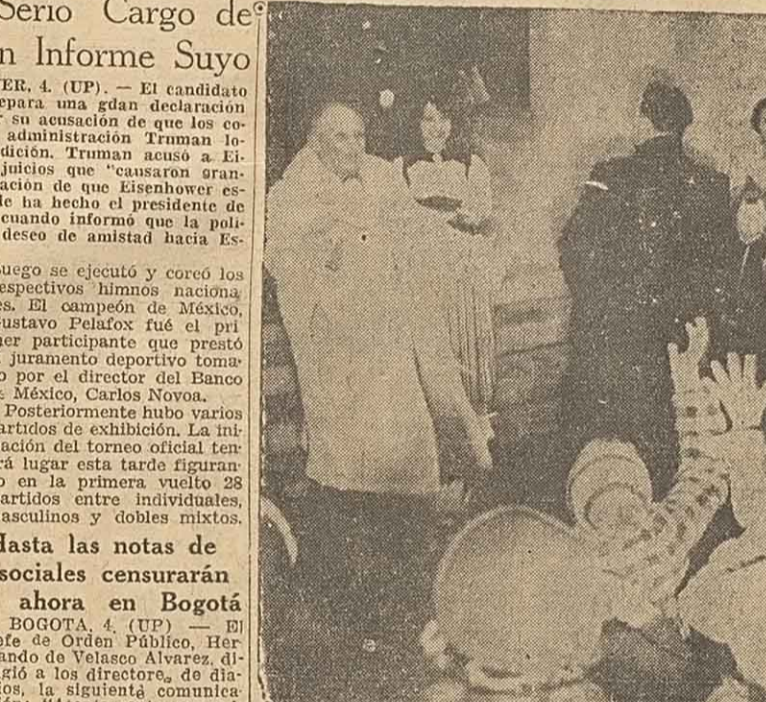 Serio Cargo de
n Informe Suyo
ER, 4. (UP). — El candidato
epara una gdan declaración
r su acusación de que los co-
administración Truman lo-
dición. Truman acusó a Ei-
juicios que "causaron gran-
ación de que Eisenhower es-
le ha hecho el presidente de
cuando informó que la poli-
deseo de amistad hacia Es-
uego se ejecutó y coreó los
espectivos himnos naciona
es. El campeón de México,
ustavo Pelafox fué el pri
ner participante que prestó
juramento deportivo toma-
o por el director del Banco
e México, Carlos Novoa.
Posteriormente hubo varios
artidos de exhibición. La ini-
ación del torneo oficial ten-
rá lugar esta tarde figuran-
o en la primera vuelto 28
artidos entre individuales,
asculinos y dobles mixtos.
Hasta las notas de
sociales censurarán
ahora en Bogotá
BOGOTA, 4. (UP) — El
efe de Orden Público, Her
ando de Velasco Alvarez, di-
gió a los directore„ de dia-
ios, la siguienta comunica-